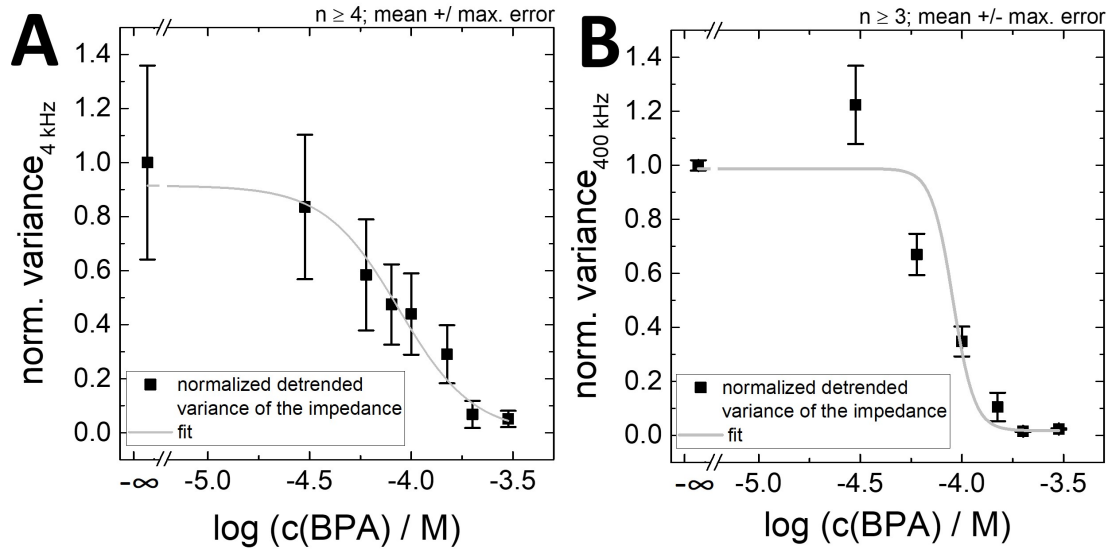 A
n ≥ 4; mean +/ max. error
norm. variance4 kHz
1.4
1.2
1.0
0.8
0.6
0.4
0.2
0.0
normalized detrended
variance of the impedance
fit
-∞ -5.0 -4.5 -4.0 -3.5
log (c(BPA) / M)
B
n ≥ 3; mean +/- max. error
norm. variance400 kHz
1.4
1.2
1.0
0.8
0.6
0.4
0.2
0.0
normalized detrended
variance of the impedance
fit
-∞ -5.0 -4.5 -4.0 -3.5
log (c(BPA) / M)